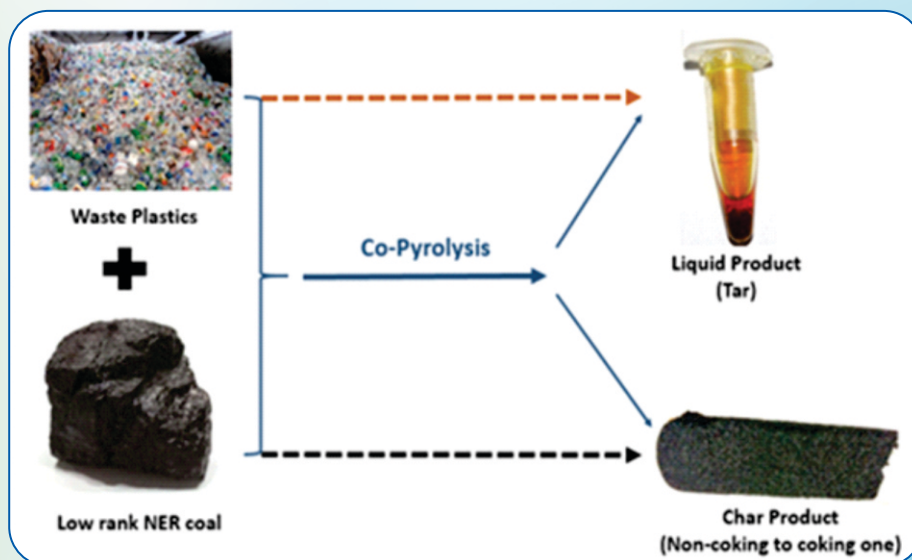 Waste Plastics
Co-Pyrolysis
Liquid Product
(Tar)
Low rank NER coal
Char Product
(Non-coking to coking one)